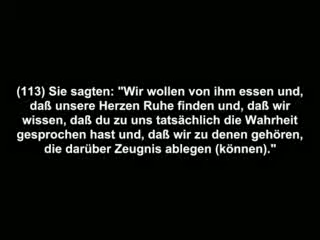 (113) Sie sagten: "Wir wollen von ihm essen und,
daß unsere Herzen Ruhe finden und, daß wir
wissen, daß du zu uns tatsächlich die Wahrheit
gesprochen hast und, daß wir zu denen gehören,
die darüber Zeugnis ablegen (können)."